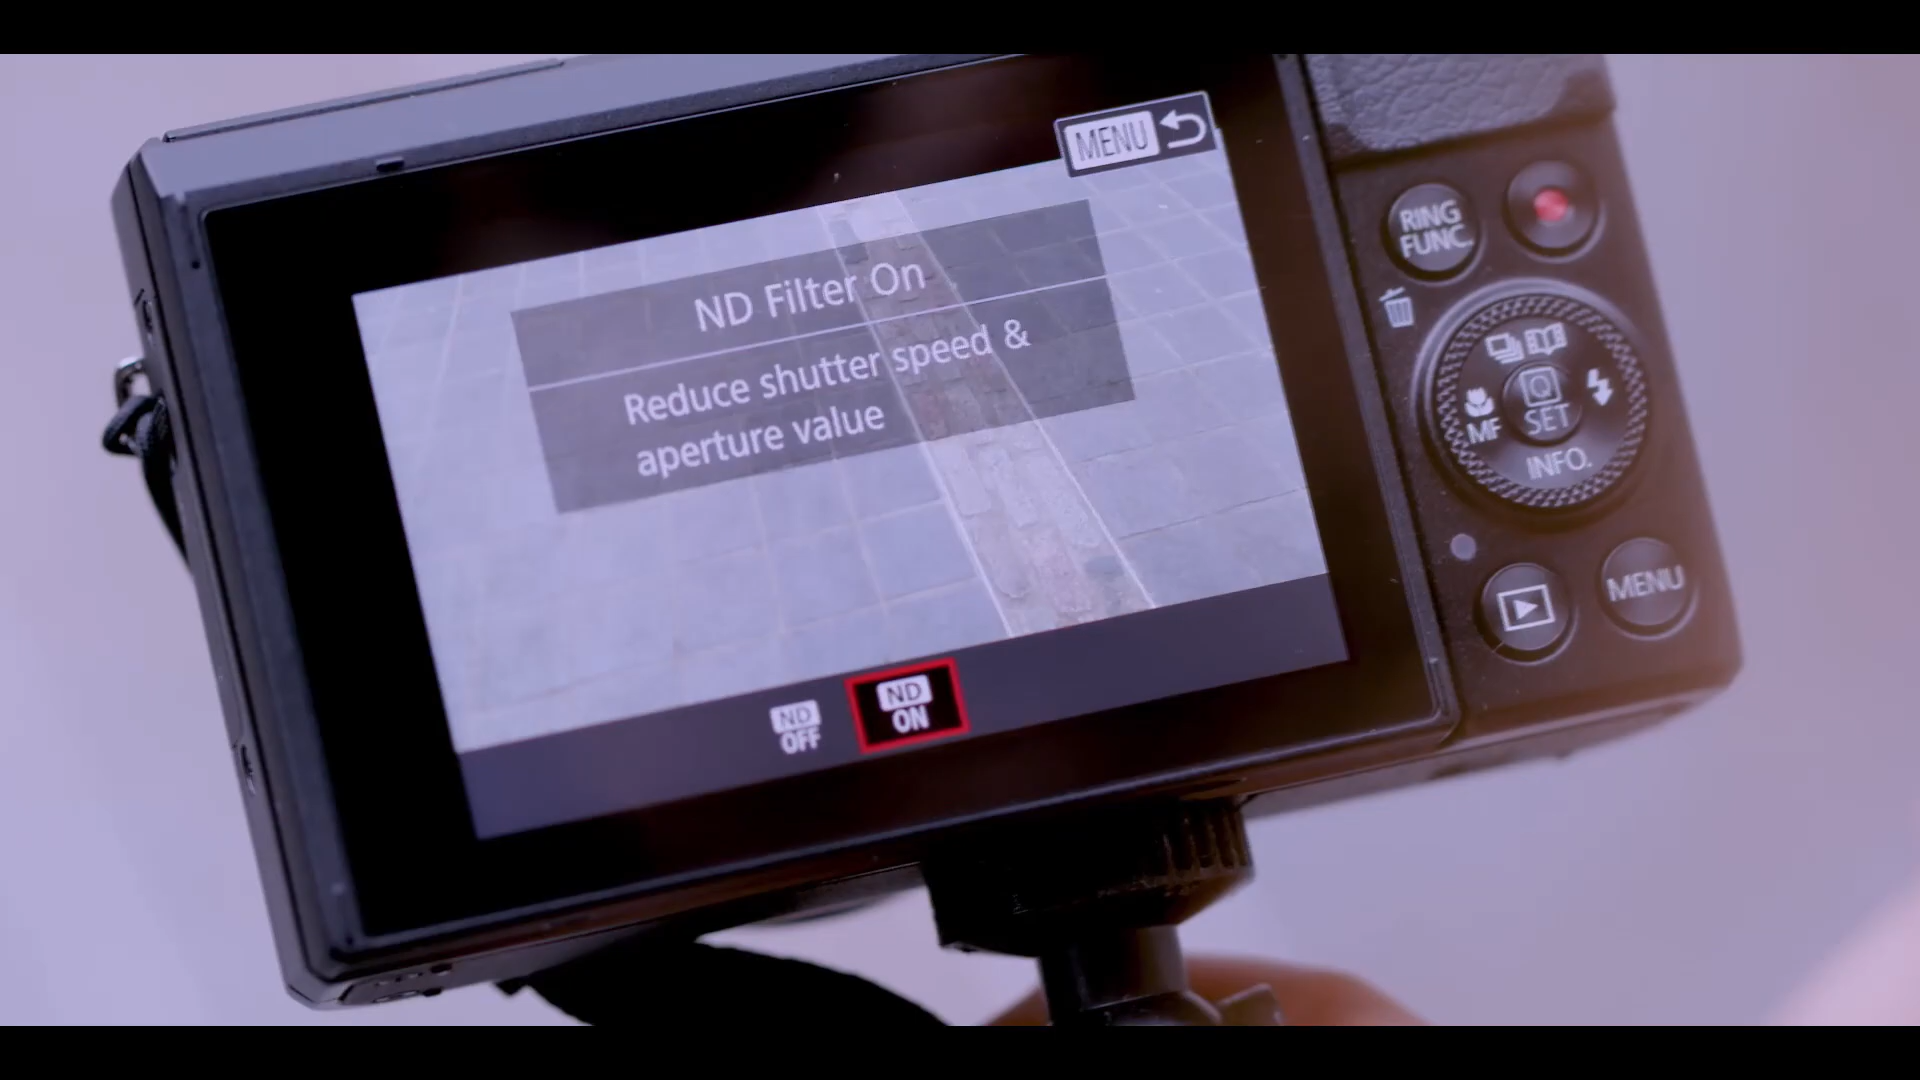 MENU
ND Filter On
Reduce shutter speed &
aperture value
ND
OFF
ND
ON
RING
FUNC.
Q
SET
MF
INFO.
MENU